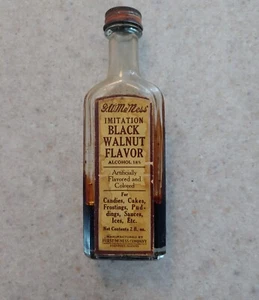 McNess'
IMITATION
BLACK
WALNUT
FLAVOR
ALCOHOL
Artificially
Flavored and
Colored
For
Candies, Cakes,
Frostings, Pud-
dings, Sauces,
Ices, Etc.
Net Contents 2 fl. oz.